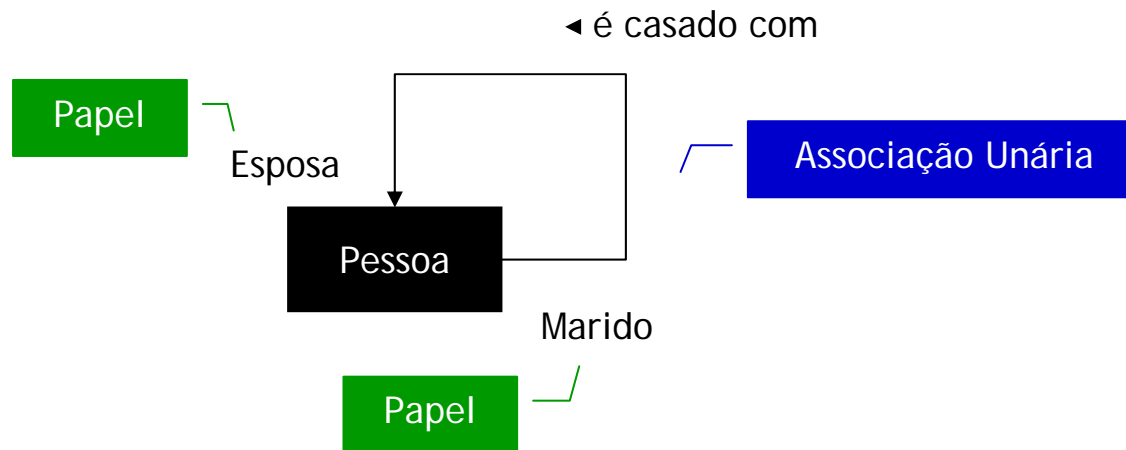 ◄ é casado com
Papel
Esposa
Associação Unária
Pessoa
Marido
Papel